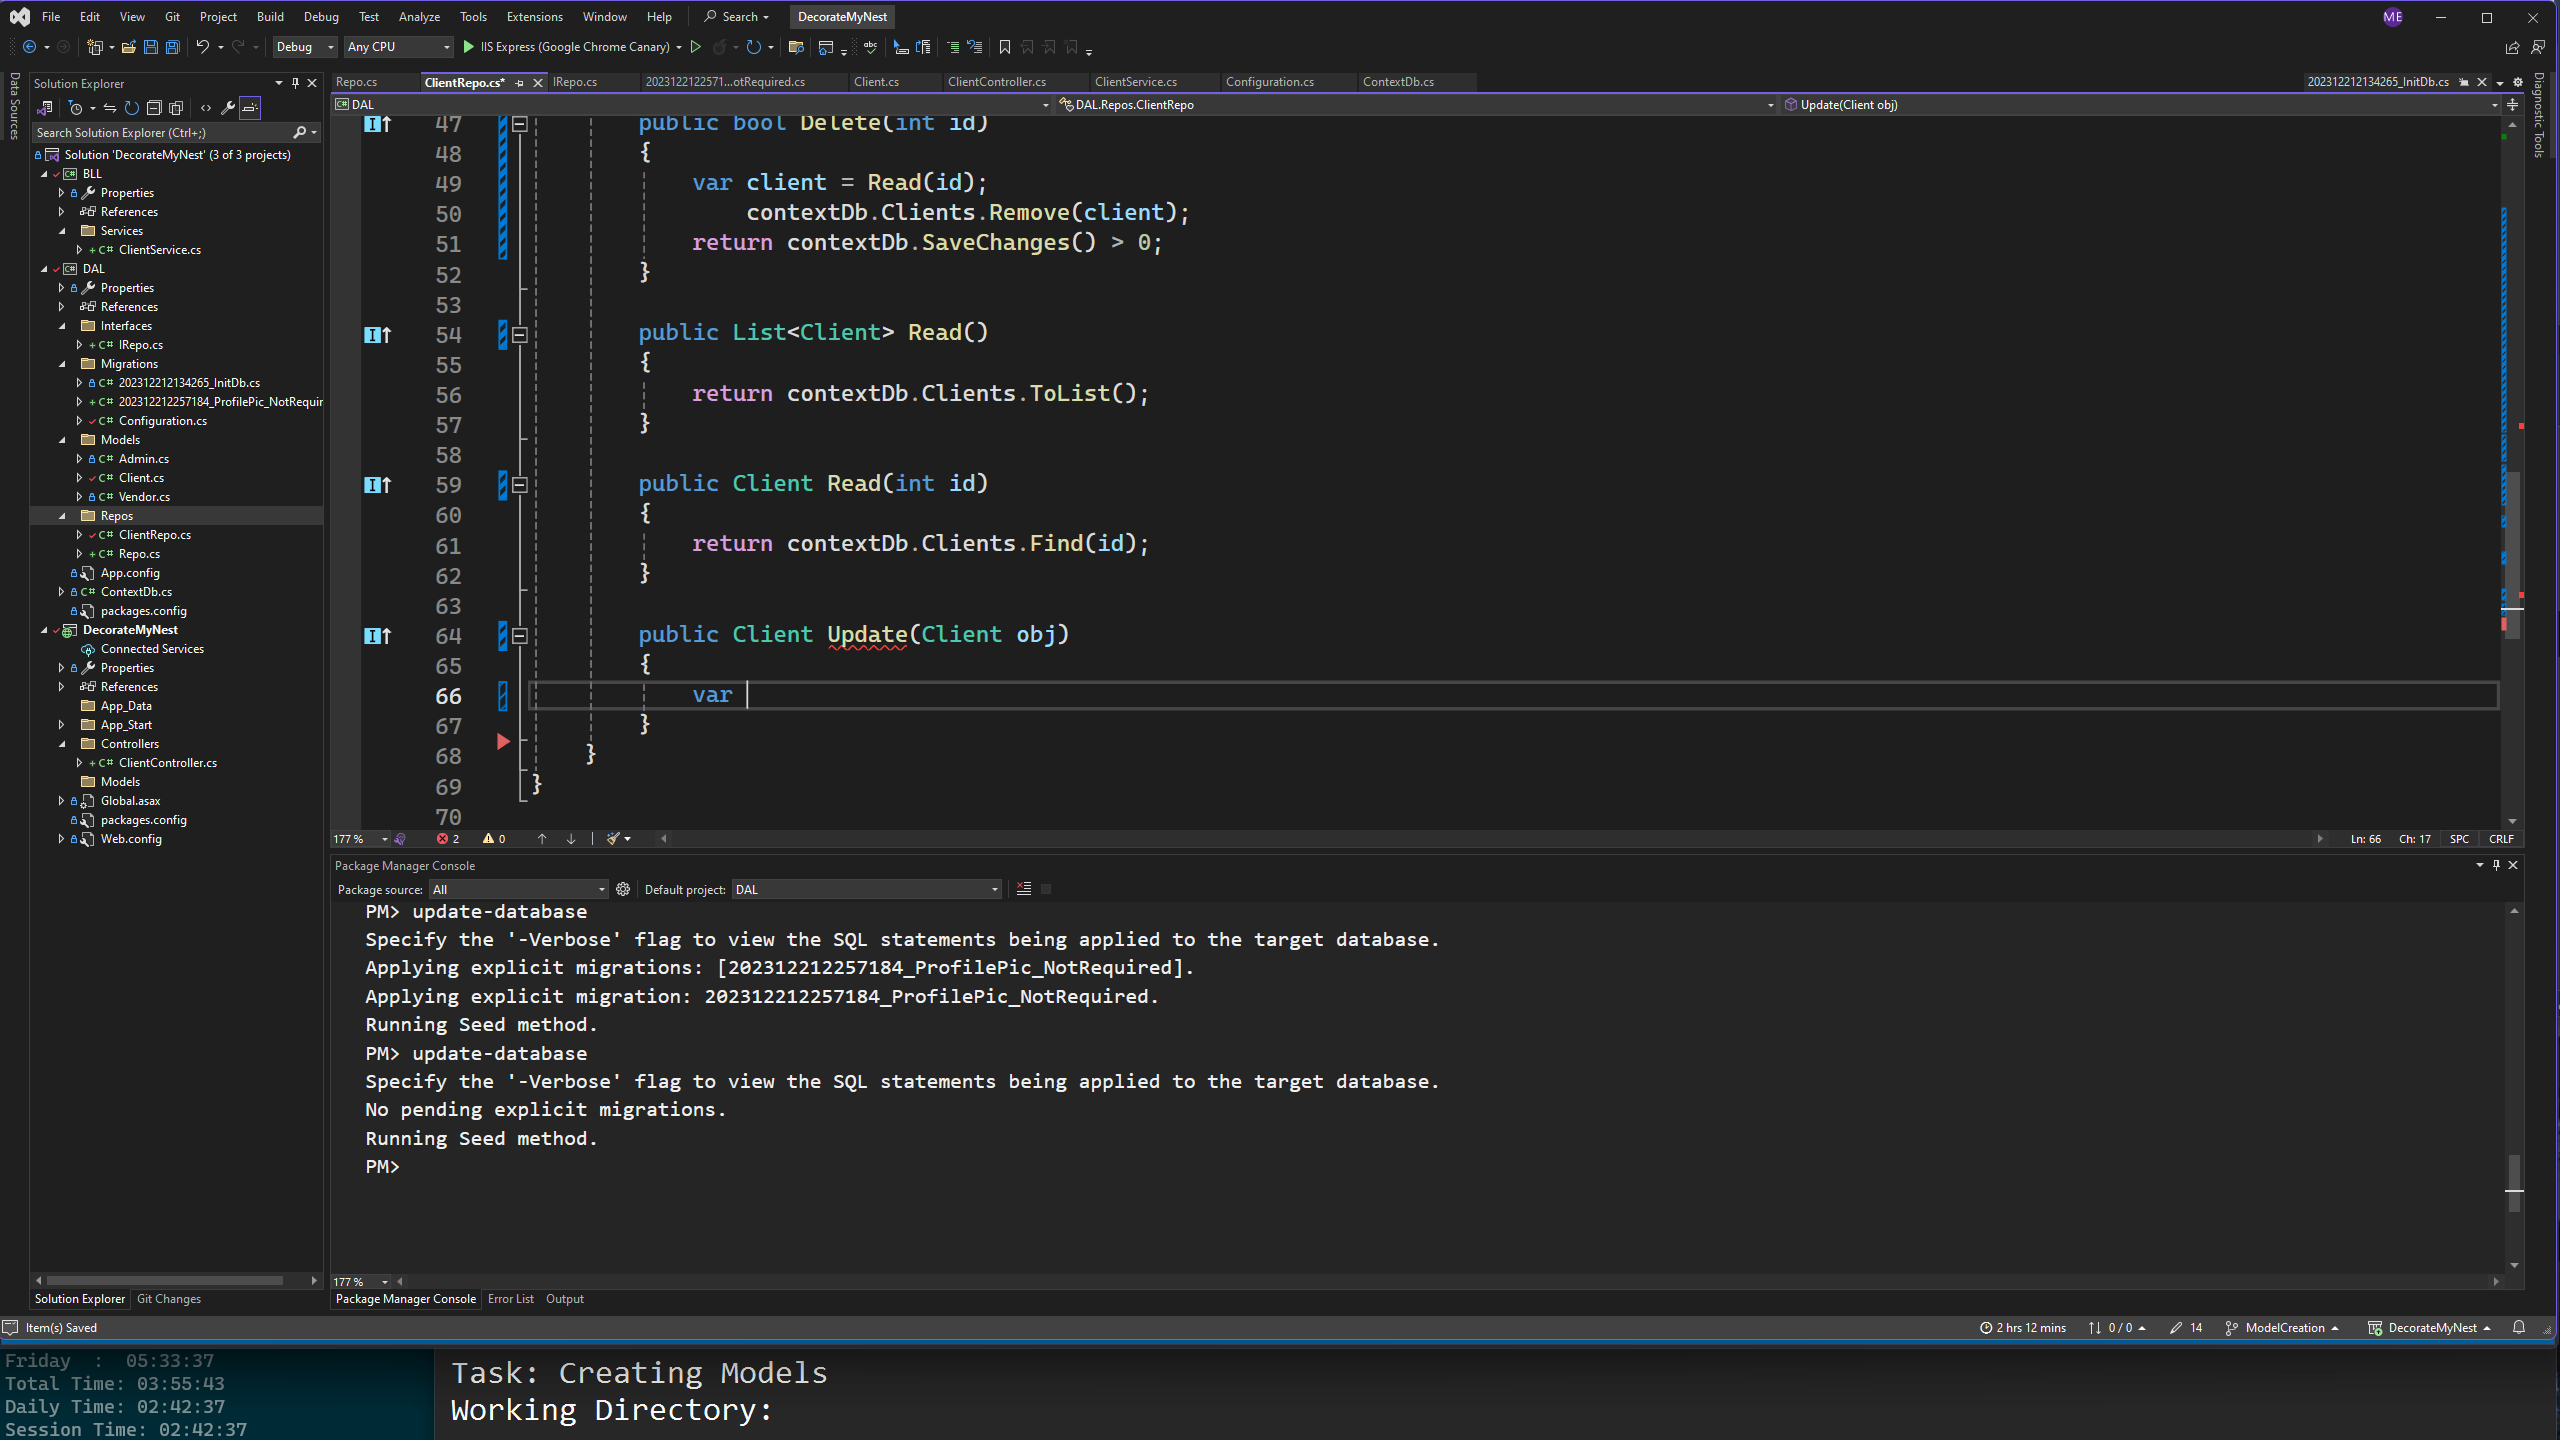 File Edit View Git Project Build Debug Test Analyze Tools Extensions Window Help Search DecorateMyNest ME
Debug Any CPU IIS Express (Google Chrome Canary)
Data Sources
Solution Explorer
Search Solution Explorer (Ctrl+;)
Solution 'DecorateMyNest' (3 of 3 projects)
BLL
Properties
References
Services
C# ClientService.cs
DAL
Properties
References
Interfaces
C# IRepo.cs
Migrations
C# 202312212134265_InitDb.cs
C# 202312212257184_ProfilePic_NotRequir
C# Configuration.cs
Models
C# Admin.cs
C# Client.cs
C# Vendor.cs
Repos
C# ClientRepo.cs
C# Repo.cs
App.config
C# ContextDb.cs
packages.config
DecorateMyNest
Connected Services
Properties
References
App_Data
App_Start
Controllers
C# ClientController.cs
Models
Global.asax
packages.config
Web.config
Solution Explorer Git Changes
Repo.cs ClientRepo.cs* IRepo.cs 2023122122571...otRequired.cs Client.cs ClientController.cs ClientService.cs Configuration.cs ContextDb.cs 202312212134265_InitDb.cs
Diagnostic Tools
C# DAL DAL.Repos.ClientRepo Update(Client obj)
47 public bool Delete(int id)
48 {
49 var client = Read(id);
50 contextDb.Clients.Remove(client);
51 return contextDb.SaveChanges() > 0;
52 }
53
54 public List<Client> Read()
55 {
56 return contextDb.Clients.ToList();
57 }
58
59 public Client Read(int id)
60 {
61 return contextDb.Clients.Find(id);
62 }
63
64 public Client Update(Client obj)
65 {
66 var
67 }
68 }
69 }
70
177 % 2 0 Ln: 66 Ch: 17 SPC CRLF
Package Manager Console
Package source: All Default project: DAL
PM> update-database
Specify the '-Verbose' flag to view the SQL statements being applied to the target database.
Applying explicit migrations: [202312212257184_ProfilePic_NotRequired].
Applying explicit migration: 202312212257184_ProfilePic_NotRequired.
Running Seed method.
PM> update-database
Specify the '-Verbose' flag to view the SQL statements being applied to the target database.
No pending explicit migrations.
Running Seed method.
PM>
177 %
Package Manager Console Error List Output
Item(s) Saved 2 hrs 12 mins 0 / 0 14 ModelCreation DecorateMyNest
Friday : 05:33:37
Total Time: 03:55:43
Daily Time: 02:42:37
Session Time: 02:42:37
Task: Creating Models
Working Directory: